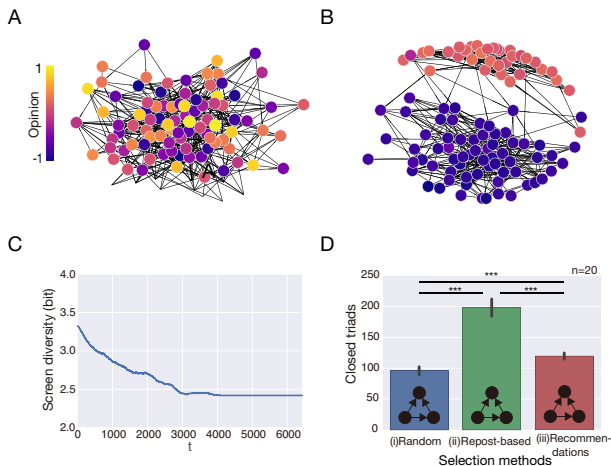 A
B
1
Opinion
-1
C
D
4.0
3.5
3.0
2.5
2.0
Screen diversity (bit)
0 1000 2000 3000 4000 5000 6000
t
n=20
***
*** ***
250
200
150
100
50
0
Closed triads
(i)Random (ii)Repost-based (iii)Recommen-
dations
Selection methods